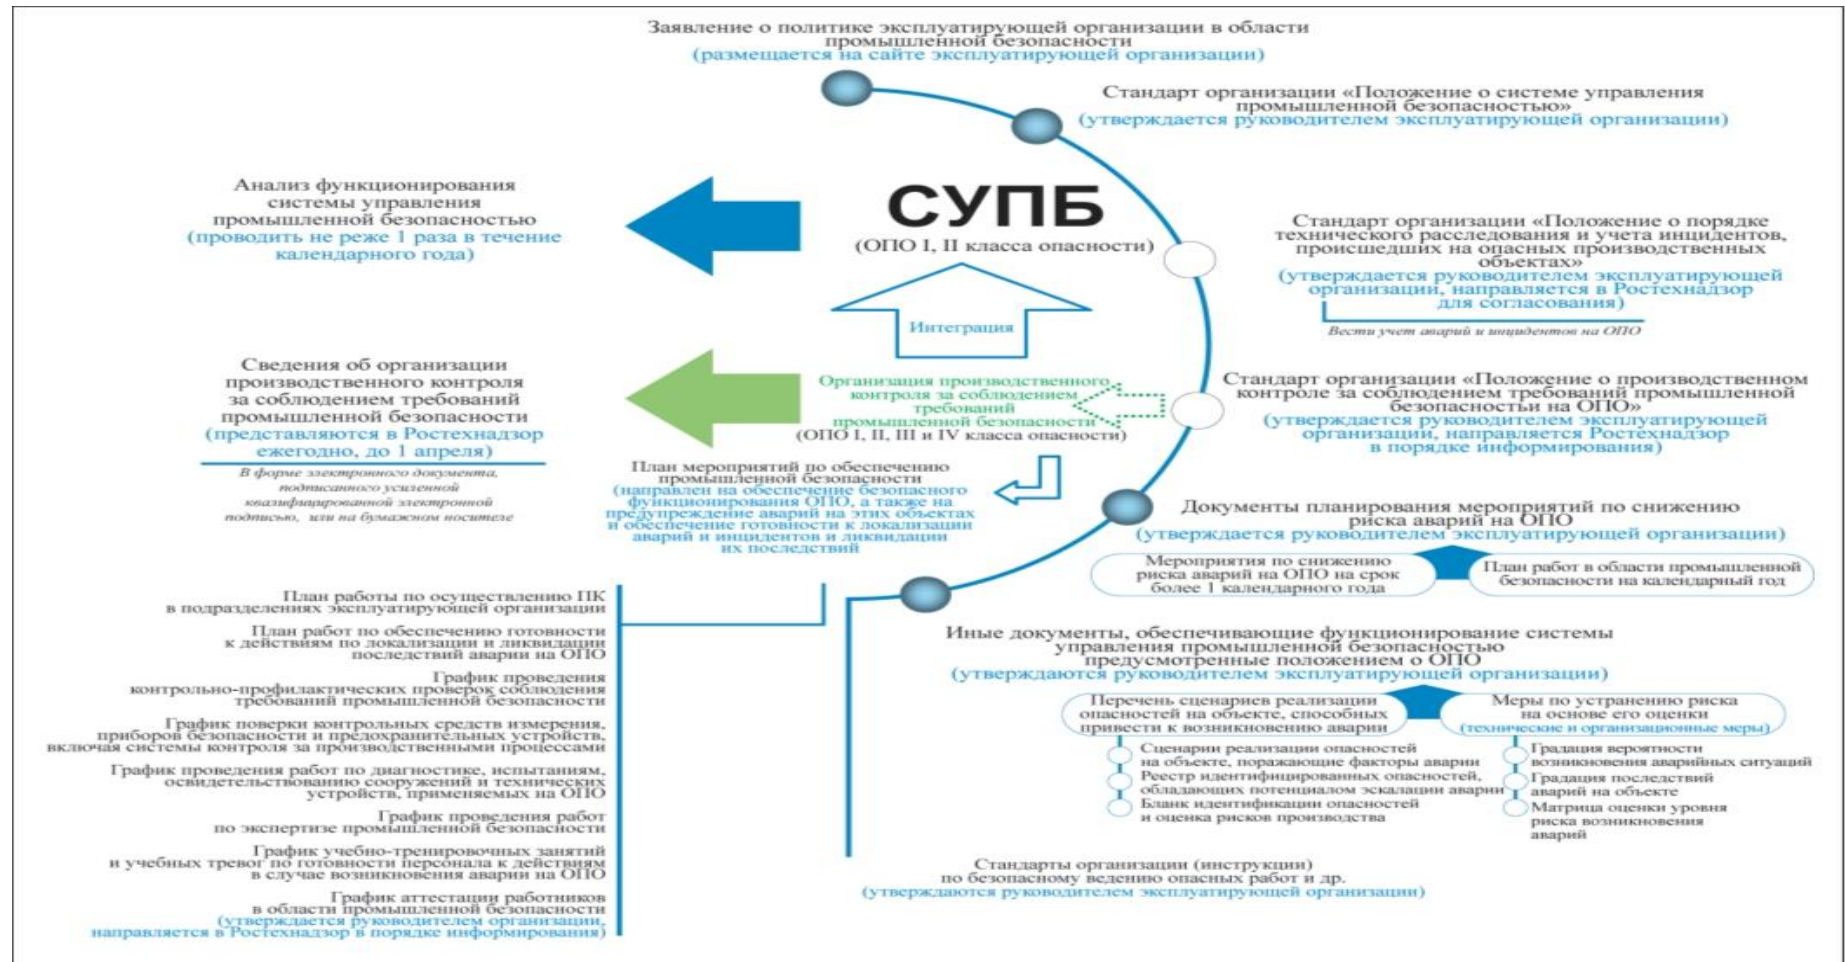 Заявление о политике эксплуатирующей организации в области
промышленной безопасности
(размещается на сайте эксплуатирующей организации)
Стандарт организации «Положение о системе управления
промышленной безопасностью»
(утверждается руководителем эксплуатирующей организации)
СУПБ
(ОПО I, II класса опасности)
Анализ функционирования
системы управления
промышленной безопасностью
(проводить не реже 1 раза в течение
календарного года)
Стандарт организации «Положение о порядке
технического расследования и учета инцидентов,
происшедших на опасных производственных
объектах»
(утверждается руководителем эксплуатирующей
организации, направляется в Ростехнадзор
для согласования)
Вести учет аварий и инцидентов на ОПО
Интеграция
Сведения об организации
производственного контроля
за соблюдением требований
промышленной безопасности
(представляются в Ростехнадзор
ежегодно, до 1 апреля)
В форме электронного документа,
подписанного усиленной
квалифицированной электронной
подписью, или на бумажном носителе
Организация производственного
контроля за соблюдением
требований
промышленной безопасности
(ОПО I, II, III и IV класса опасности)
Стандарт организации «Положение о производственном
контроле за соблюдением требований промышленной
безопасностьи на ОПО»
(утверждается руководителем эксплуатирующей
организации, направляется Ростехнадзор
в порядке информирования)
План мероприятий по обеспечению
промышленной безопасности
(направлен на обеспечение безопасного
функционирования ОПО, а также на
предупреждение аварий на этих объектах
и обеспечение готовности к локализации
аварий и инцидентов и ликвидации
их последствий
Документы планирования мероприятий по снижению
риска аварий на ОПО
(утверждается руководителем эксплуатирующей организации)
Мероприятия по снижению
риска аварий на ОПО на срок
более 1 календарного года
План работ в области промышленной
безопасности на календарный год
План работы по осуществлению ПК
в подразделениях эксплуатирующей организации
План работ по обеспечению готовности
к действиям по локализации и ликвидации
последствий аварии на ОПО
График проведения
контрольно-профилактических проверок соблюдения
требований промышленной безопасности
График поверки контрольных средств измерения,
приборов безопасности и предохранительных устройств,
включая системы контроля за производственными процессами
График проведения работ по диагностике, испытаниям,
освидетельствованию сооружений и технических
устройств, применяемых на ОПО
График проведения работ
по экспертизе промышленной безопасности
График учебно-тренировочных занятий
и учебных тревог по готовности персонала к действиям
в случае возникновения аварии на ОПО
График аттестации работников
в области промышленной безопасности
(утверждается руководителем организации,
направляется в Ростехнадзор в порядке информирования)
Иные документы, обеспечивающие функционирование системы
управления промышленной безопасностью
предусмотренные положением о ОПО
(утверждаются руководителем эксплуатирующей организации)
Перечень сценариев реализации
опасностей на объекте, способных
привести к возникновению аварии
Сценарии реализации опасностей
на объекте, поражающие факторы аварии
Реестр идентифицированных опасностей,
обладающих потенциалом эскалации аварии
Бланк идентификации опасностей
и оценка рисков производства
Меры по устранению риска
на основе его оценки
(технические и организационные меры)
Градация вероятности
возникновения аварийных ситуаций
Градация последствий
аварий на объекте
Матрица оценки уровня
риска возникновения
аварий
Стандарты организации (инструкции)
по безопасному ведению опасных работ и др.
(утверждаются руководителем эксплуатирующей организации)